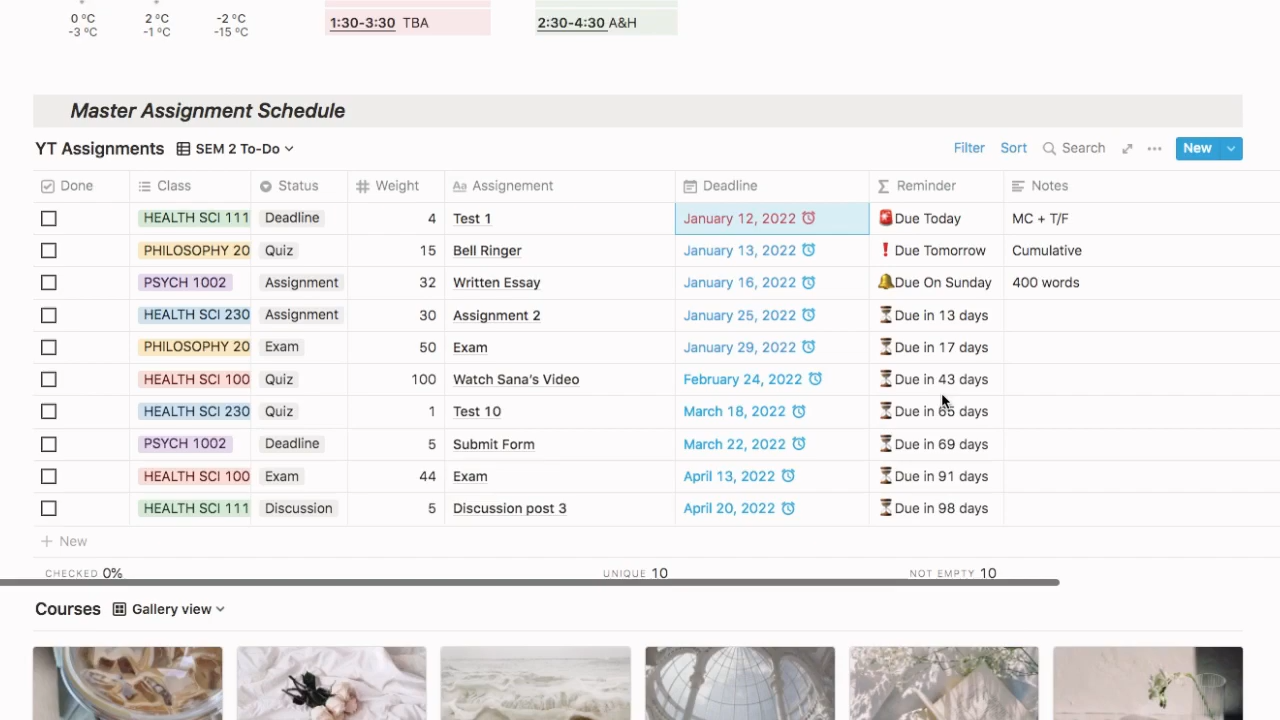 0 ºC 2 ºC -2 ºC
-3 ºC -1 ºC -15 ºC
1:30-3:30 TBA
2:30-4:30 A&H
Master Assignment Schedule
YT Assignments SEM 2 To-Do Filter Sort Search New
Done Class Status Weight Aa Assignement Deadline Reminder Notes
HEALTH SCI 111 Deadline 4 Test 1 January 12, 2022 Due Today MC + T/F
PHILOSOPHY 20 Quiz 15 Bell Ringer January 13, 2022 Due Tomorrow Cumulative
PSYCH 1002 Assignment 32 Written Essay January 16, 2022 Due On Sunday 400 words
HEALTH SCI 230 Assignment 30 Assignment 2 January 25, 2022 Due in 13 days
PHILOSOPHY 20 Exam 50 Exam January 29, 2022 Due in 17 days
HEALTH SCI 100 Quiz 100 Watch Sana's Video February 24, 2022 Due in 43 days
HEALTH SCI 230 Quiz 1 Test 10 March 18, 2022 Due in 65 days
PSYCH 1002 Deadline 5 Submit Form March 22, 2022 Due in 69 days
HEALTH SCI 100 Exam 44 Exam April 13, 2022 Due in 91 days
HEALTH SCI 111 Discussion 5 Discussion post 3 April 20, 2022 Due in 98 days
+ New
CHECKED 0% UNIQUE 10 NOT EMPTY 10
Courses Gallery view